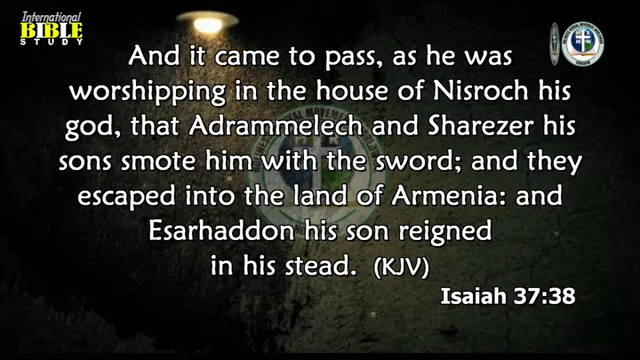 International
BIBLE
STUDY
And it came to pass, as he was
worshipping in the house of Nisroch his
god, that Adrammelech and Sharezer his
sons smote him with the sword; and they
escaped into the land of Armenia: and
Esarhaddon his son reigned
in his stead. (KJV)
Isaiah 37:38